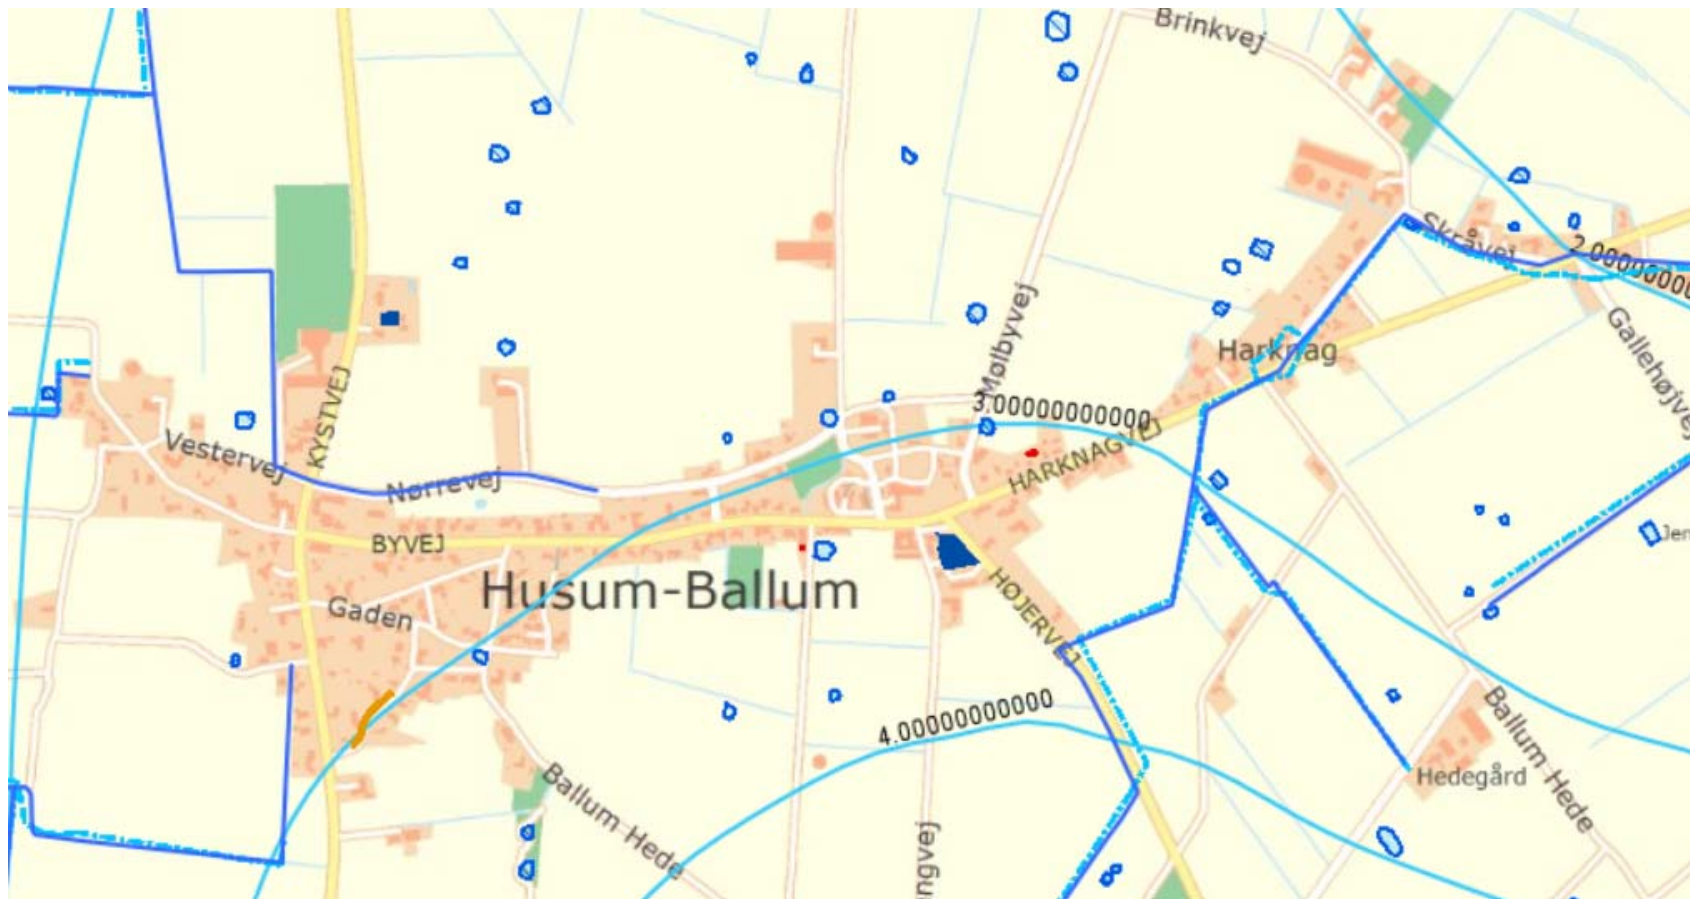 Brinkvej
Skråvej
2.00000000
Mølbyvej
Harknag
Gallehøjvej
KYSTVEJ
3.00000000000
HARKNAGVEJ
Vestervej
Nørrevej
BYVEJ
Jer
Husum-Ballum
HØJERVEJ
Gaden
4.00000000000
Ballum Hede
Hedegård
Ballum Hede
ngvej